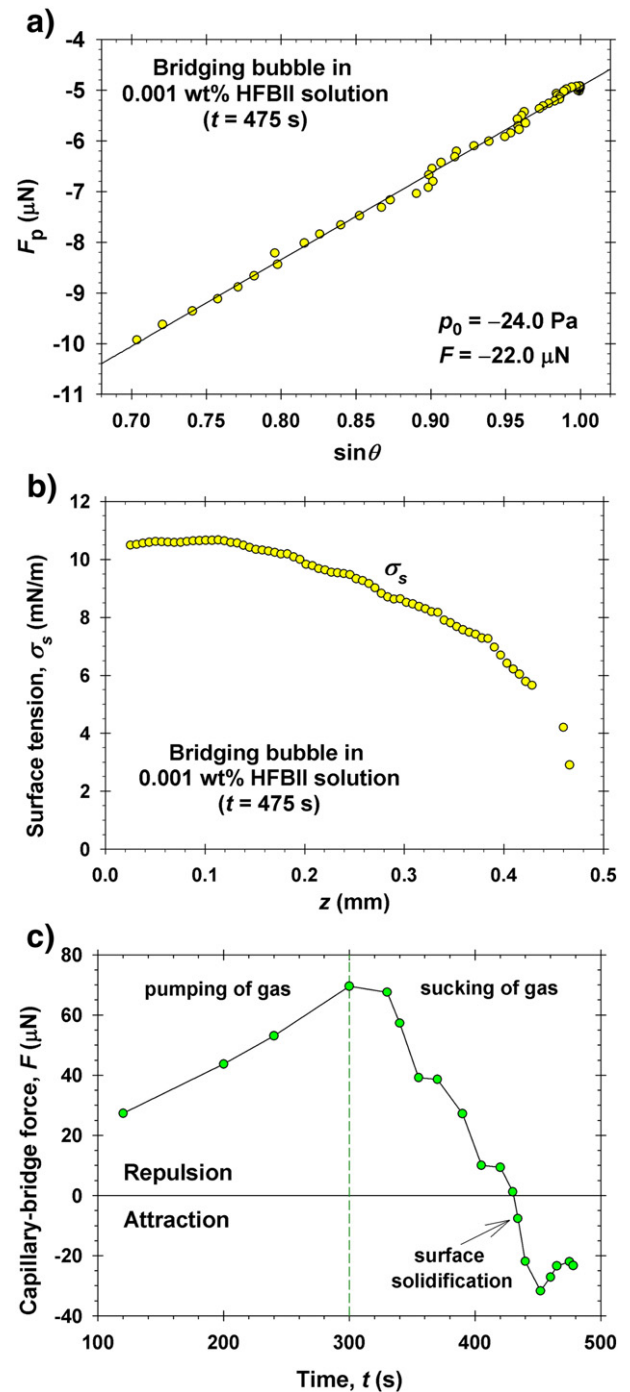 a)
-4
-5
-6
-7
-8
-9
-10
-11
Fp (μN)
Bridging bubble in
0.001 wt% HFBII solution
(t = 475 s)
p0 = −24.0 Pa
F = −22.0 μN
0.70 0.75 0.80 0.85 0.90 0.95 1.00
sinθ
b)
12
10
8
6
4
2
0
Surface tension, σs (mN/m)
σs
Bridging bubble in
0.001 wt% HFBII solution
(t = 475 s)
0.0 0.1 0.2 0.3 0.4 0.5
z (mm)
c)
80
60
40
20
0
-20
-40
Capillary-bridge force, F (μN)
pumping of gas
sucking of gas
Repulsion
Attraction
surface
solidification
100 200 300 400 500
Time, t (s)